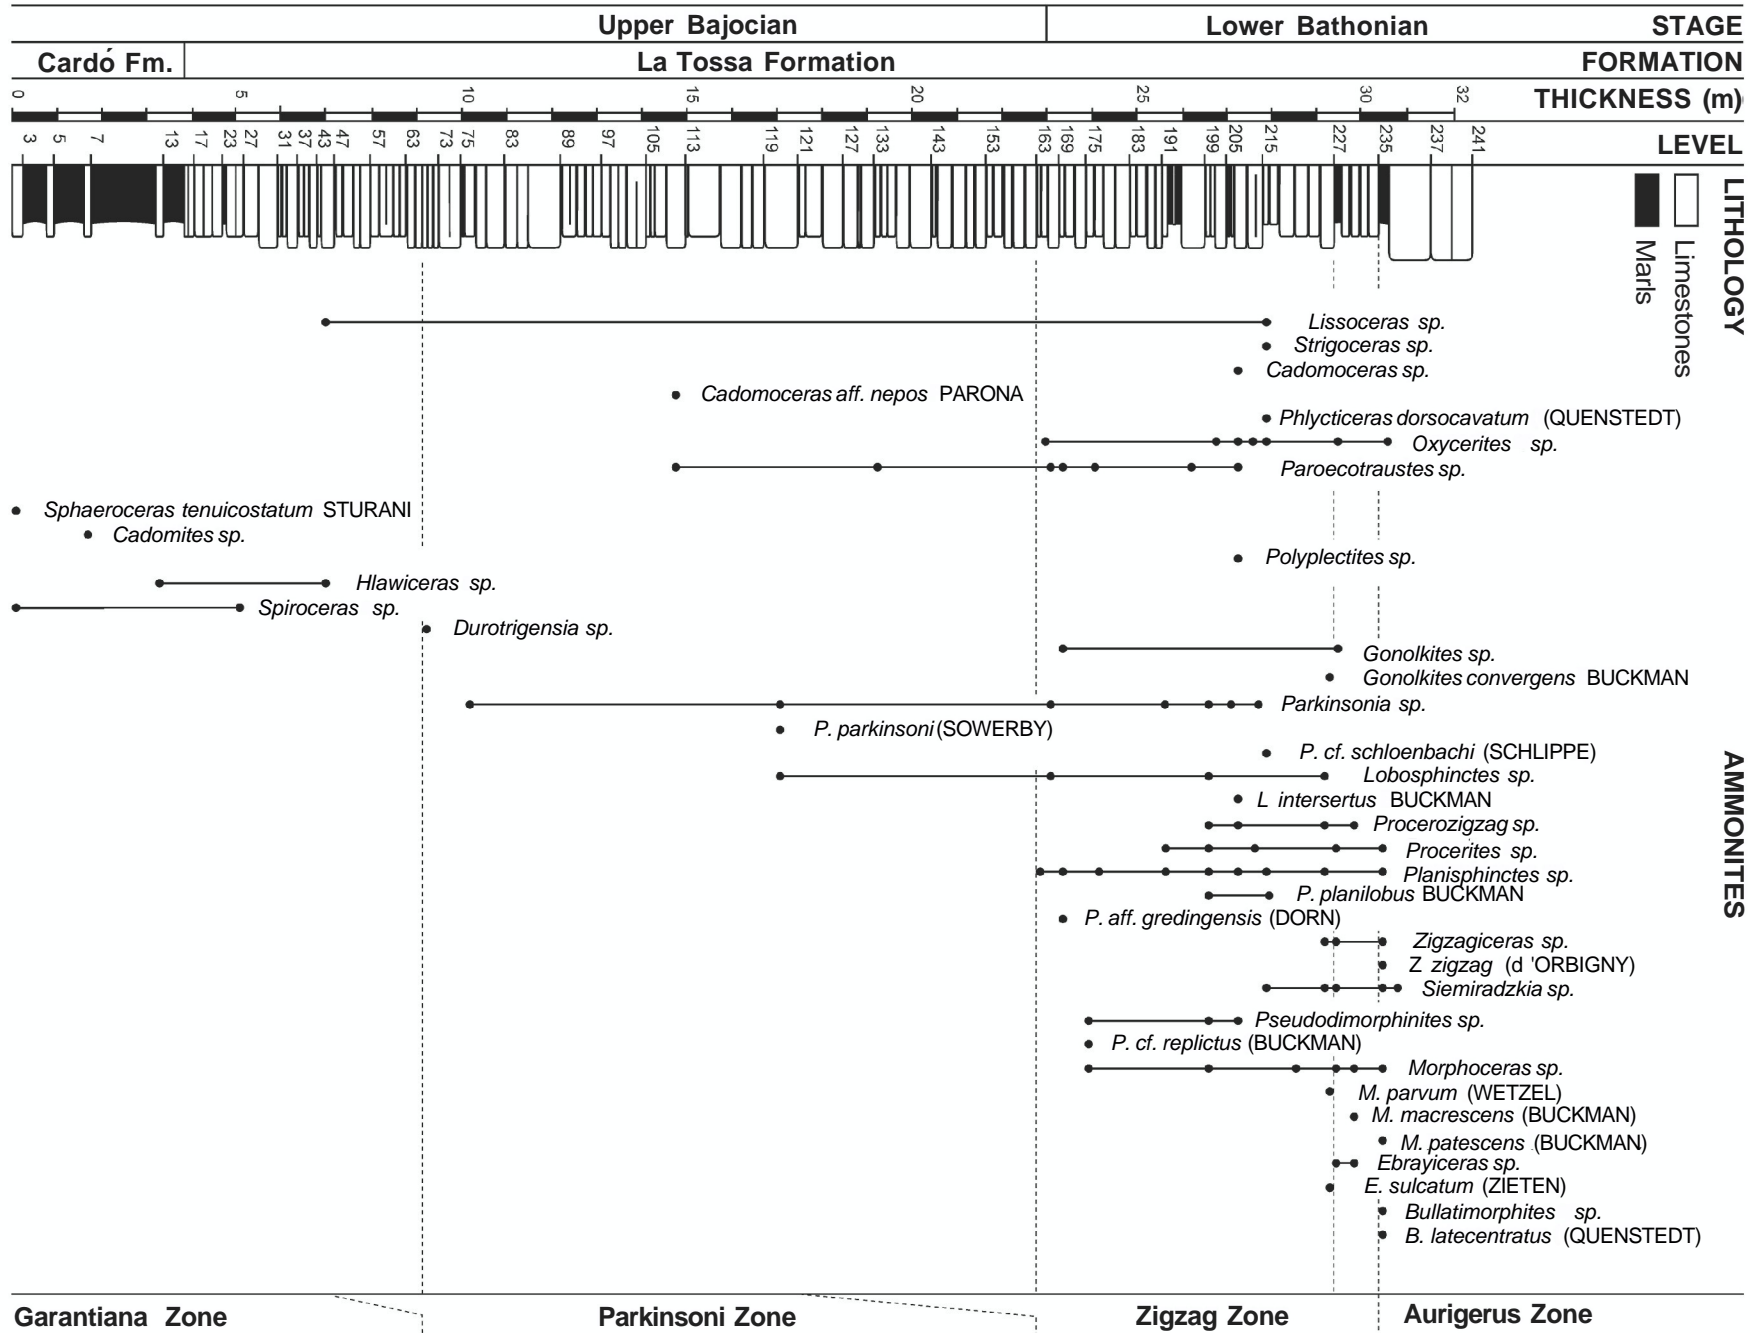 Upper Bajocian Lower Bathonian STAGE
Cardó Fm. La Tossa Formation FORMATION
0 5 10 15 20 25 30 32 THICKNESS (m)
3 5 7 13 17 23 27 31 37 43 47 57 63 73 75 83 89 97 105 113 119 121 127 133 143 153 163 169 175 183 191 199 205 215 227 235 237 241 LEVEL
LITHOLOGY
Limestones
Marls
Lissoceras sp.
Strigoceras sp.
Cadomoceras sp.
Cadomoceras aff. nepos PARONA
Phlycticeras dorsocavatum (QUENSTEDT)
Oxycerites sp.
Paroecotraustes sp.
Sphaeroceras tenuicostatum STURANI
Cadomites sp.
Polyplectites sp.
Hlawiceras sp.
Spiroceras sp.
Durotrigensia sp.
Gonolkites sp.
Gonolkites convergens BUCKMAN
Parkinsonia sp.
P. parkinsoni (SOWERBY)
P. cf. schloenbachi (SCHLIPPE)
Lobosphinctes sp.
L intersertus BUCKMAN
Procerozigzag sp.
Procerites sp.
Planisphinctes sp.
P. planilobus BUCKMAN
P. aff. gredingensis (DORN)
Zigzagiceras sp.
Z zigzag (d 'ORBIGNY)
Siemiradzkia sp.
Pseudodimorphinites sp.
P. cf. replictus (BUCKMAN)
Morphoceras sp.
M. parvum (WETZEL)
M. macrescens (BUCKMAN)
M. patescens (BUCKMAN)
Ebrayiceras sp.
E. sulcatum (ZIETEN)
Bullatimorphites sp.
B. latecentratus (QUENSTEDT)
AMMONITES
Garantiana Zone Parkinsoni Zone Zigzag Zone Aurigerus Zone